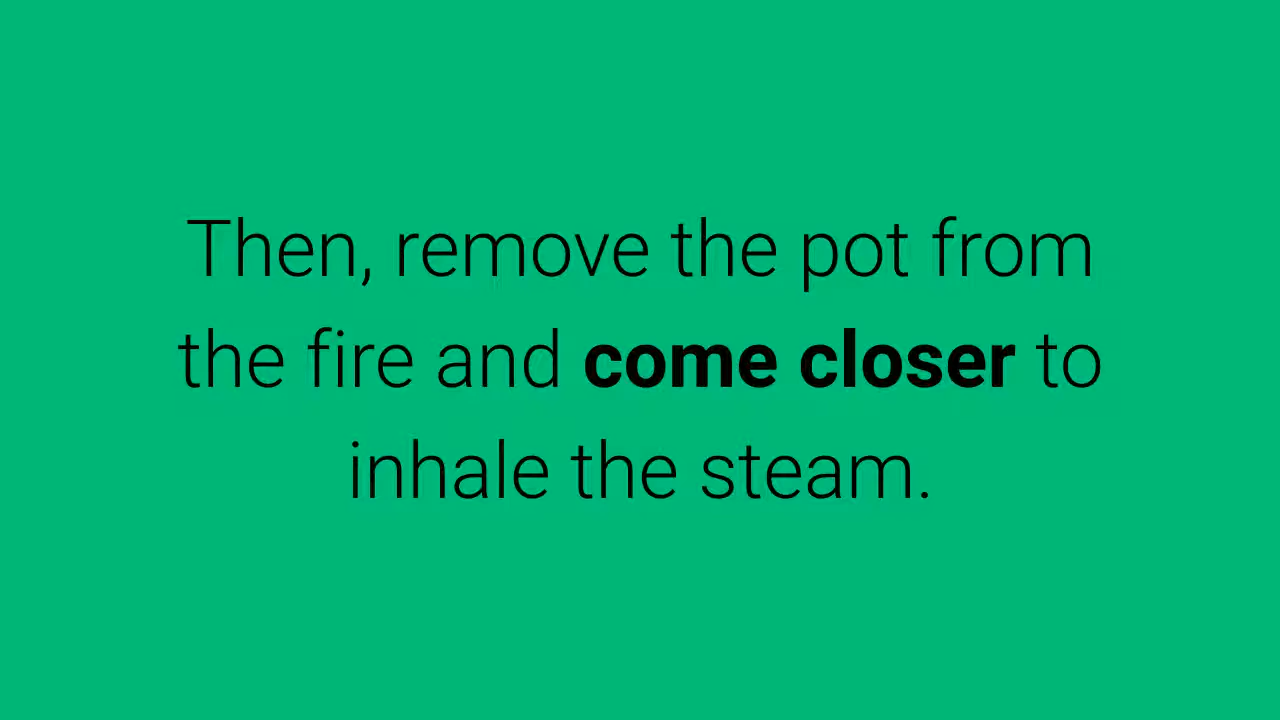 Then, remove the pot from
the fire and come closer to
inhale the steam.